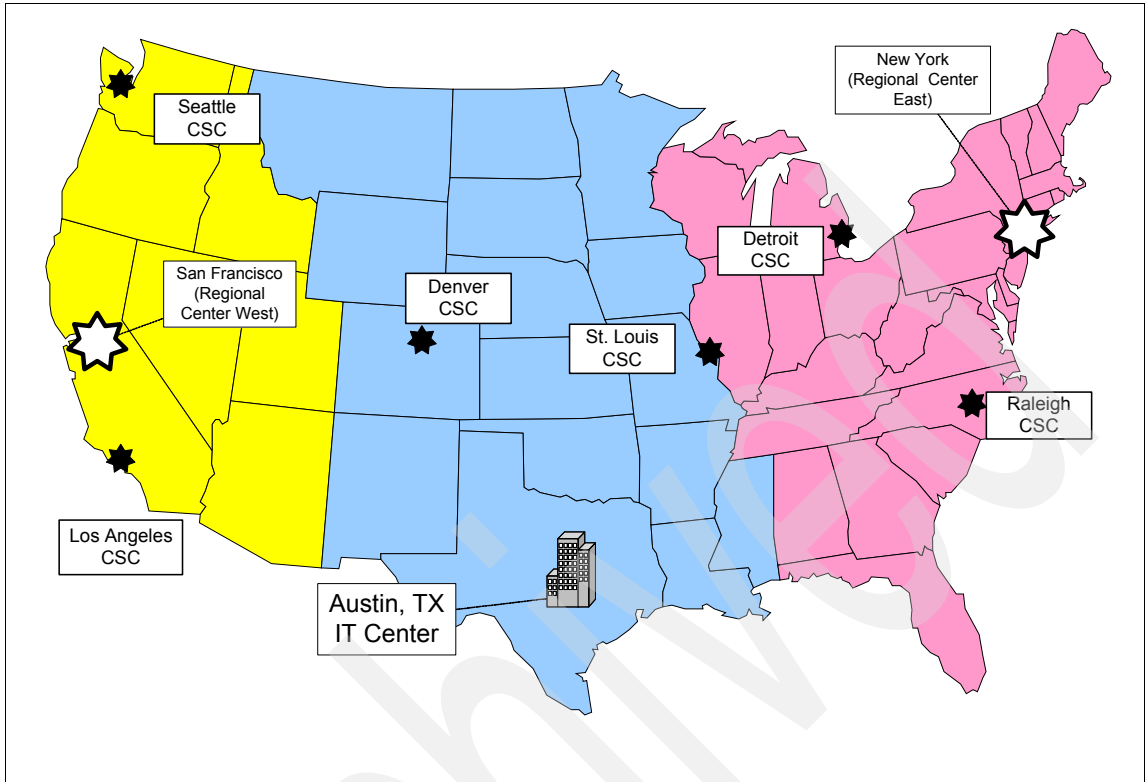 New York
(Regional Center
East)
Seattle
CSC
Detroit
CSC
San Francisco
(Regional
Center West)
Denver
CSC
St. Louis
CSC
Raleigh
CSC
Los Angeles
CSC
Austin, TX
IT Center